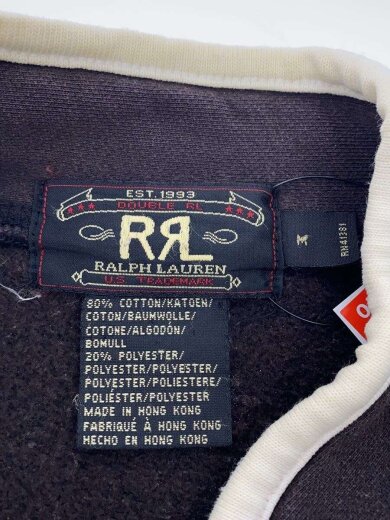 EST. 1993
DOUBLE RL
RRL
RALPH LAUREN
U.S. TRADEMARK
M
RN41381
80% COTTON/KATOEN/
COTON/BAUMWOLLE/
COTONE/ALGODÓN/
BOMULL
20% POLYESTER/
POLYESTER/POLYESTER/
POLYESTER/POLIESTERE/
POLIÉSTER/POLYESTER
MADE IN HONG KONG
FABRIQUÉ À HONG KONG
HECHO EN HONG KONG